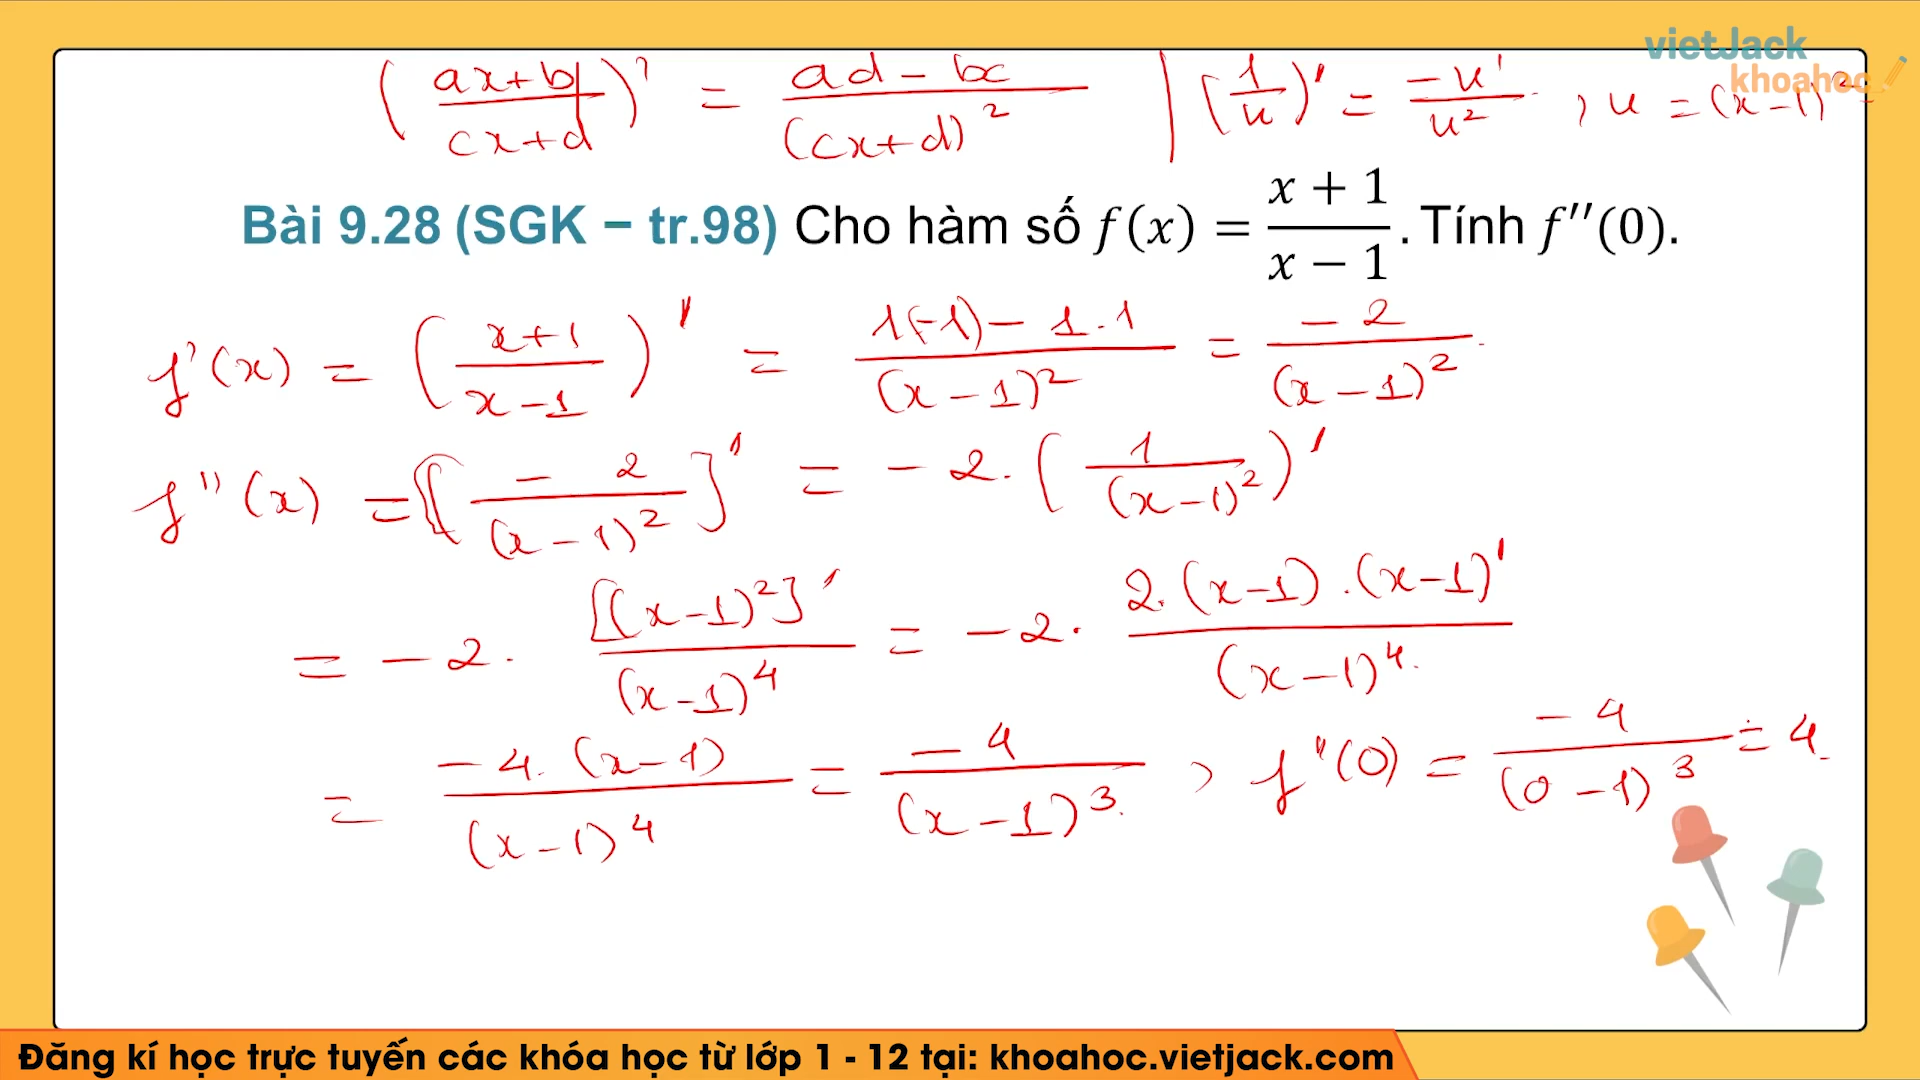 vietJack
khoahoc
(ax+b / cx+d)' = ad − bc / (cx+d)² | (1/u)' = −u' / u² , u = (x−1)²
Bài 9.28 (SGK − tr.98) Cho hàm số f(x) = x + 1 / x − 1 . Tính f''(0).
f'(x) = (x+1 / x−1)' = 1(−1) − 1.1 / (x−1)² = −2 / (x−1)² .
f''(x) = [−2 / (x−1)²]' = −2. (1 / (x−1)²)'
= −2. [(x−1)²]' / (x−1)⁴ = −2. 2.(x−1).(x−1)' / (x−1)⁴.
= −4.(x−1) / (x−1)⁴ = −4 / (x−1)³. , f''(0) = −4 / (0−1)³ = 4.
Đăng kí học trực tuyến các khóa học từ lớp 1 - 12 tại: khoahoc.vietjack.com